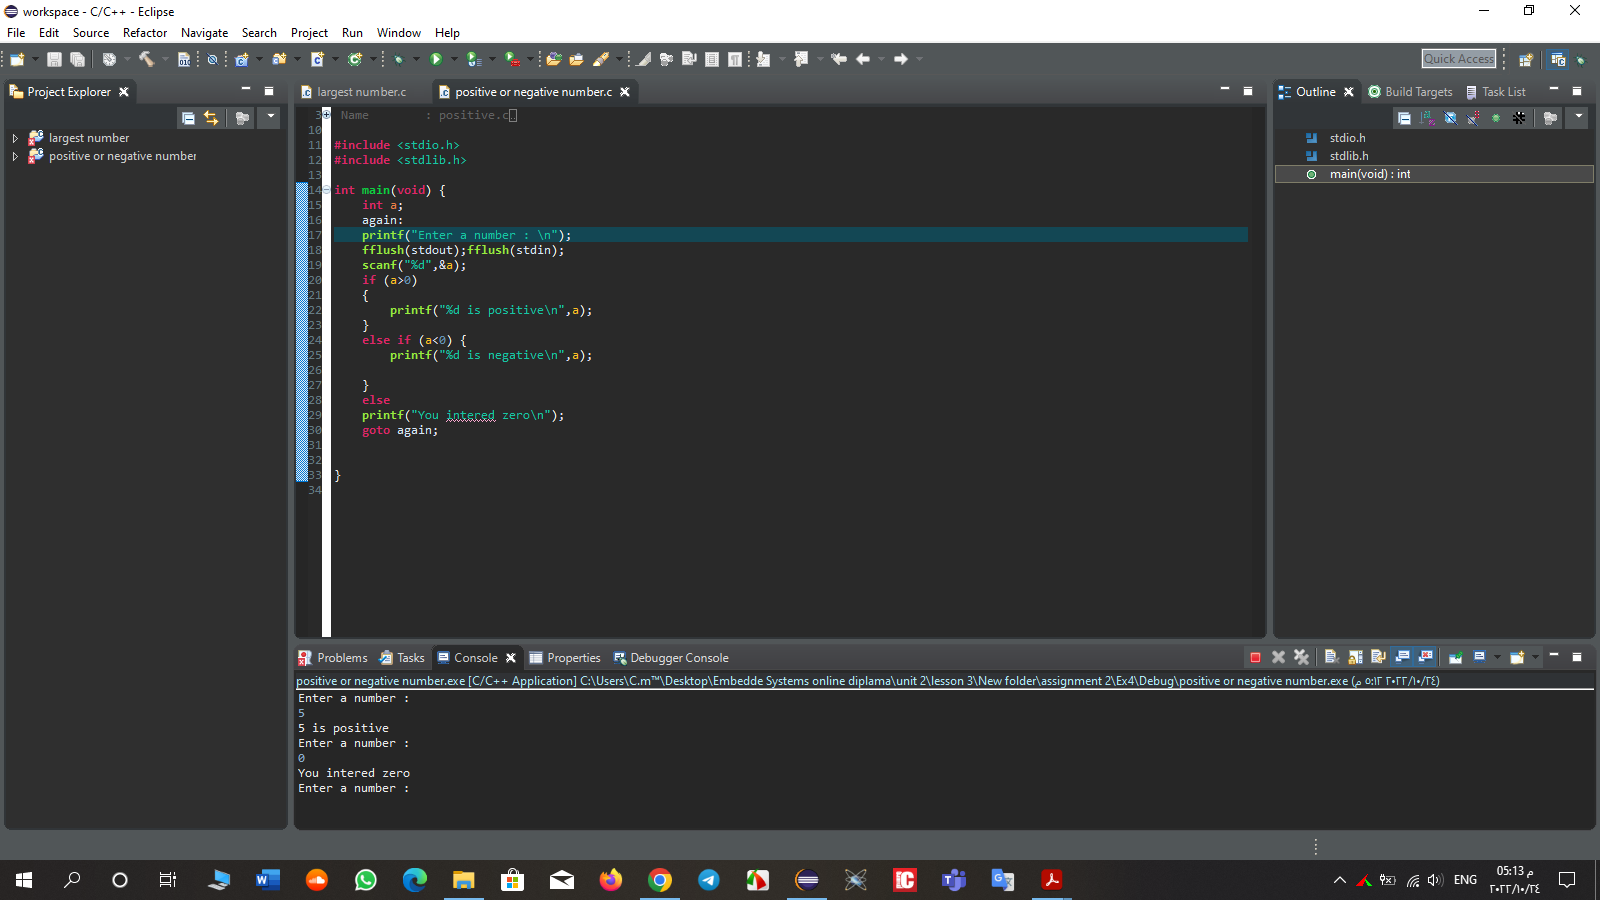 workspace - C/C++ - Eclipse
File Edit Source Refactor Navigate Search Project Run Window Help
Quick Access
Project Explorer
largest number
positive or negative number
largest number.c positive or negative number.c
3 Name : positive.c
10
11 #include <stdio.h>
12 #include <stdlib.h>
13
14 int main(void) {
15 int a;
16 again:
17 printf("Enter a number : \n");
18 fflush(stdout);fflush(stdin);
19 scanf("%d",&a);
20 if (a>0)
21 {
22 printf("%d is positive\n",a);
23 }
24 else if (a<0) {
25 printf("%d is negative\n",a);
26
27 }
28 else
29 printf("You intered zero\n");
30 goto again;
31
32
33 }
34
Outline Build Targets Task List
stdio.h
stdlib.h
main(void) : int
Problems Tasks Console Properties Debugger Console
positive or negative number.exe [C/C++ Application] C:\Users\C.m™\Desktop\Embedde Systems online diplama\unit 2\lesson 3\New folder\assignment 2\Ex4\Debug\positive or negative number.exe (٢٠٢٢/١٠/٢٤ ٥:١٢ م)
Enter a number :
5
5 is positive
Enter a number :
0
You intered zero
Enter a number :
ENG
05:13 م
٢٠٢٢/١٠/٢٤